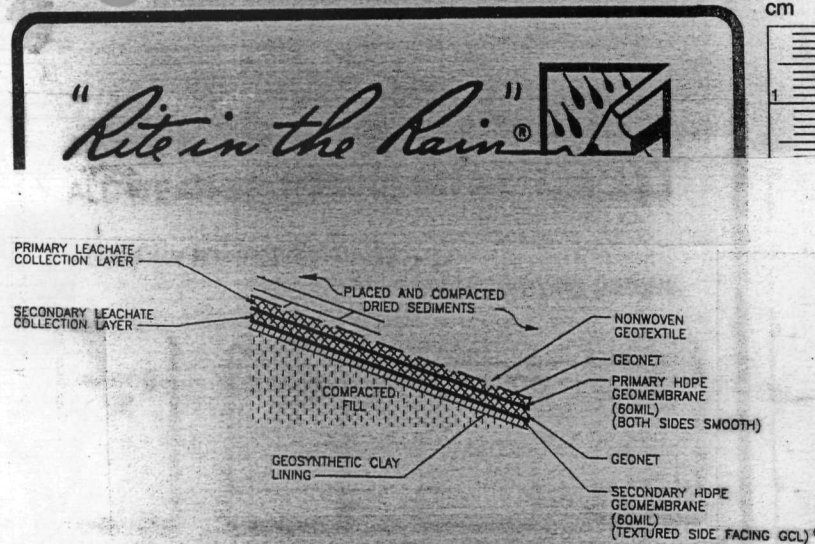 cm
1
"Rite in the Rain"®
PRIMARY LEACHATE
COLLECTION LAYER
SECONDARY LEACHATE
COLLECTION LAYER
PLACED AND COMPACTED
DRIED SEDIMENTS
NONWOVEN
GEOTEXTILE
GEONET
PRIMARY HDPE
GEOMEMBRANE
(60MIL)
(BOTH SIDES SMOOTH)
COMPACTED
FILL
GEOSYNTHETIC CLAY
LINING
GEONET
SECONDARY HDPE
GEOMEMBRANE
(60MIL)
(TEXTURED SIDE FACING GCL)